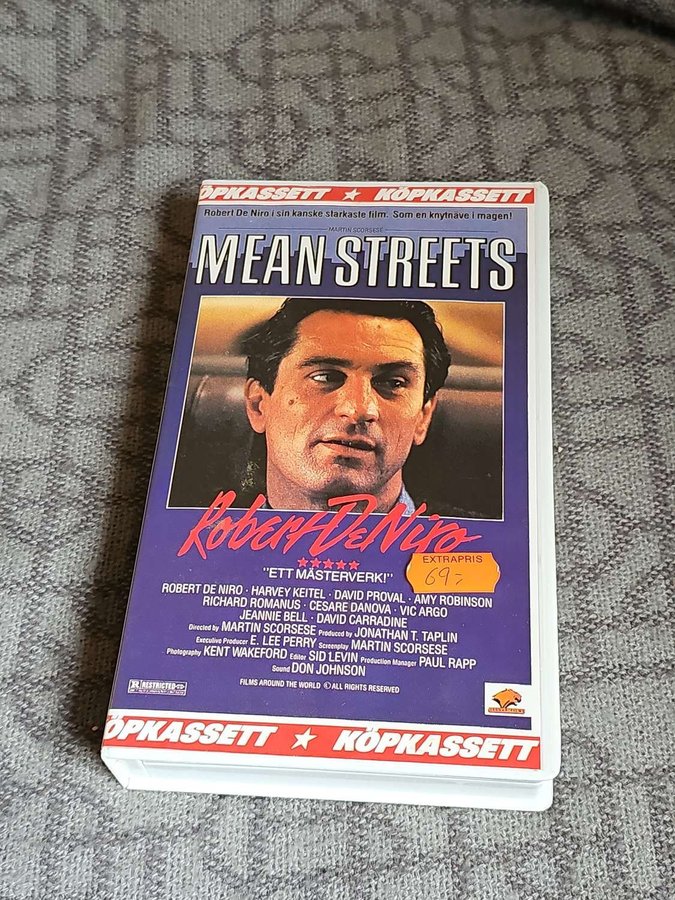 ÖPKASSETT ★ KÖPKASSETT
Robert De Niro i sin kanske starkaste film. Som en knytnäve i magen!
MARTIN SCORSESE
MEAN STREETS
Robert De Niro
★★★★★
"ETT MÄSTERVERK!"
EXTRAPRIS
69:-
ROBERT DE NIRO · HARVEY KEITEL · DAVID PROVAL · AMY ROBINSON
RICHARD ROMANUS · CESARE DANOVA · VIC ARGO
JEANNIE BELL · DAVID CARRADINE
Directed by MARTIN SCORSESE Produced by JONATHAN T. TAPLIN
Executive Producer E. LEE PERRY Screenplay MARTIN SCORSESE
Photography KENT WAKEFORD Editor SID LEVIN Production Manager PAUL RAPP
Sound DON JOHNSON
FILMS AROUND THE WORLD © ALL RIGHTS RESERVED
R RESTRICTED
KÖPKASSETT ★ KÖPKASSETT